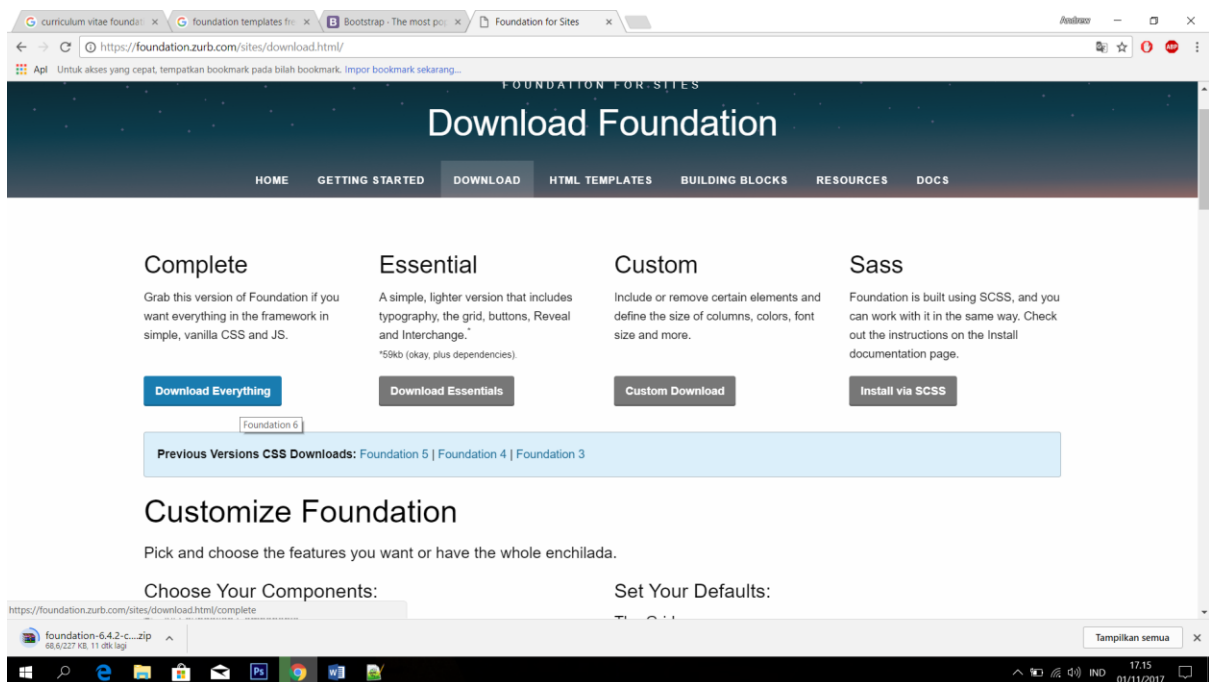 curriculum vitae foundati
foundation templates fre
Bootstrap · The most pop
Foundation for Sites
Andrew
https://foundation.zurb.com/sites/download.html/
Apl Untuk akses yang cepat, tempatkan bookmark pada bilah bookmark. Impor bookmark sekarang...
FOUNDATION FOR SITES
Download Foundation
HOME GETTING STARTED DOWNLOAD HTML TEMPLATES BUILDING BLOCKS RESOURCES DOCS
Complete
Grab this version of Foundation if you
want everything in the framework in
simple, vanilla CSS and JS.
Download Everything
Foundation 6
Essential
A simple, lighter version that includes
typography, the grid, buttons, Reveal
and Interchange.*
*59kb (okay, plus dependencies).
Download Essentials
Custom
Include or remove certain elements and
define the size of columns, colors, font
size and more.
Custom Download
Sass
Foundation is built using SCSS, and you
can work with it in the same way. Check
out the instructions on the Install
documentation page.
Install via SCSS
Previous Versions CSS Downloads: Foundation 5 | Foundation 4 | Foundation 3
Customize Foundation
Pick and choose the features you want or have the whole enchilada.
Choose Your Components:
Set Your Defaults:
https://foundation.zurb.com/sites/download.html/complete
foundation-6.4.2-c....zip
68,6/227 KB, 11 dtk lagi
Tampilkan semua
IND
17.15
01/11/2017